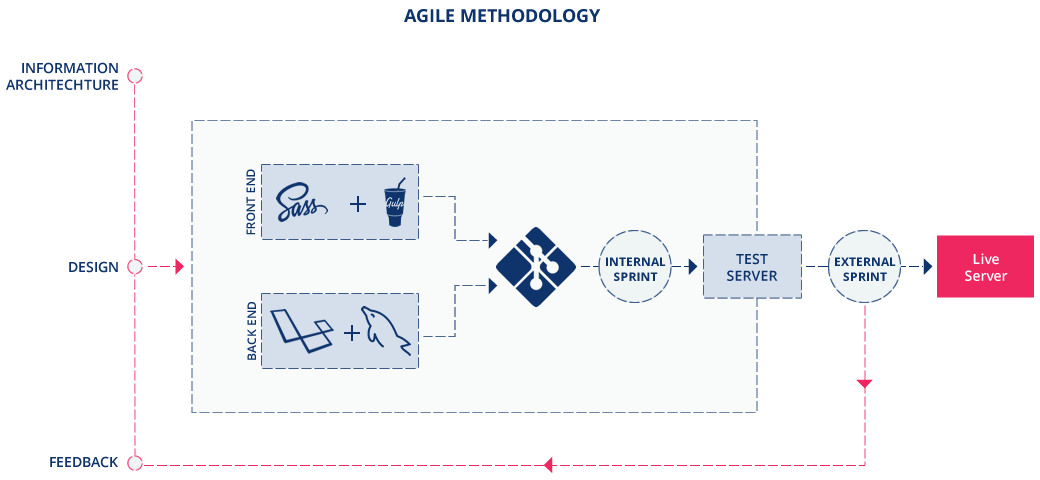 AGILE METHODOLOGY
INFORMATION
ARCHITECHTURE
FRONT END
Sass
+
Gulp
DESIGN
INTERNAL
SPRINT
TEST
SERVER
EXTERNAL
SPRINT
Live
Server
BACK END
+
FEEDBACK